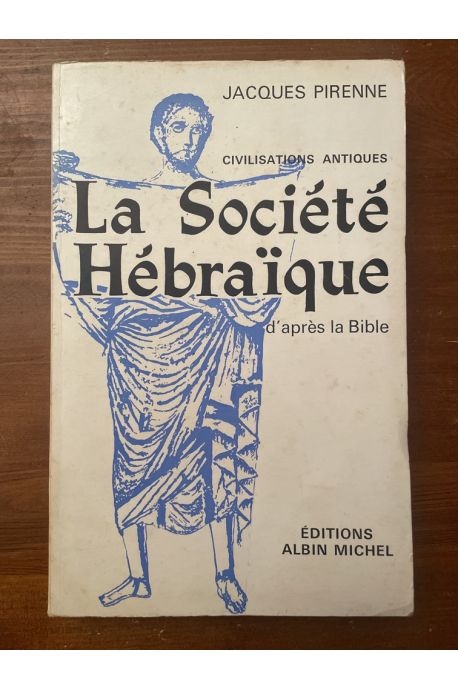 JACQUES PIRENNE
CIVILISATIONS ANTIQUES
La Société
Hébraïque
d'après la Bible
ÉDITIONS
ALBIN MICHEL